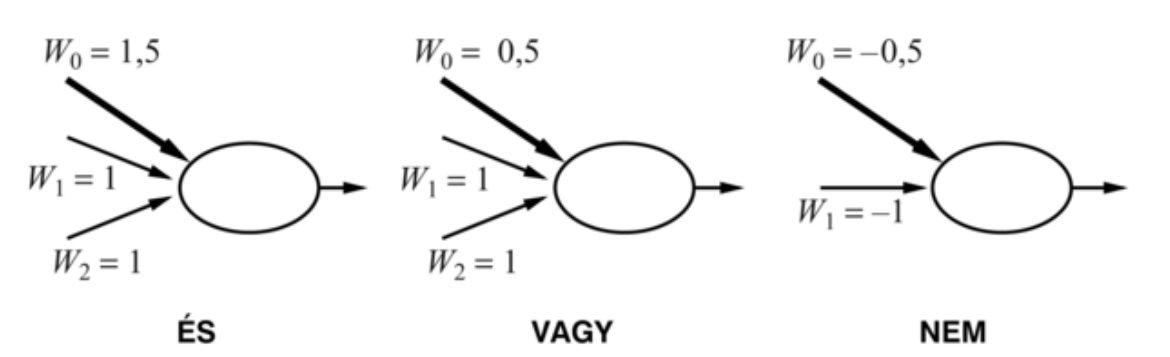 W₀ = 1,5
W₁ = 1
W₂ = 1
ÉS
W₀ = 0,5
W₁ = 1
W₂ = 1
VAGY
W₀ = –0,5
W₁ = –1
NEM